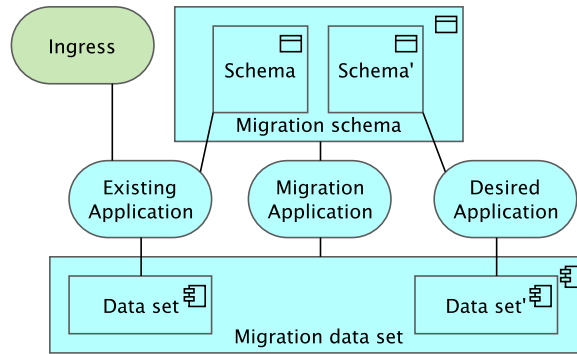 Ingress
Schema
Schema'
Migration schema
Existing
Application
Migration
Application
Desired
Application
Data set
Data set'
Migration data set